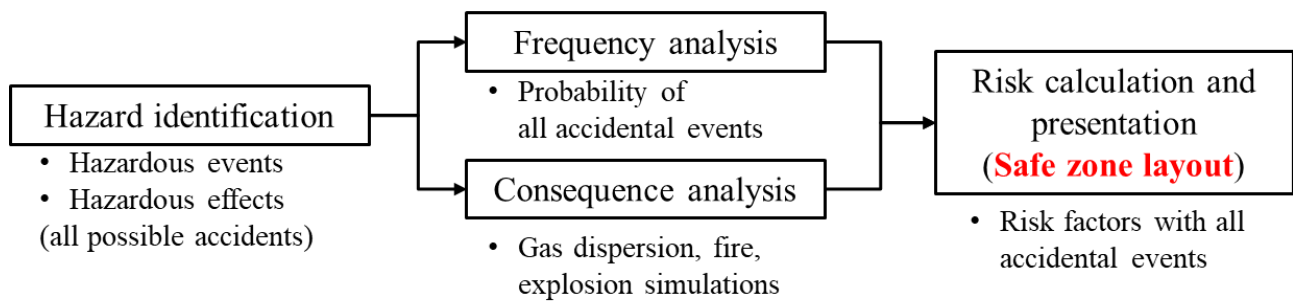 Hazard identification
• Hazardous events
• Hazardous effects
(all possible accidents)
Frequency analysis
• Probability of
all accidental events
Consequence analysis
• Gas dispersion, fire,
explosion simulations
Risk calculation and
presentation
(Safe zone layout)
• Risk factors with all
accidental events